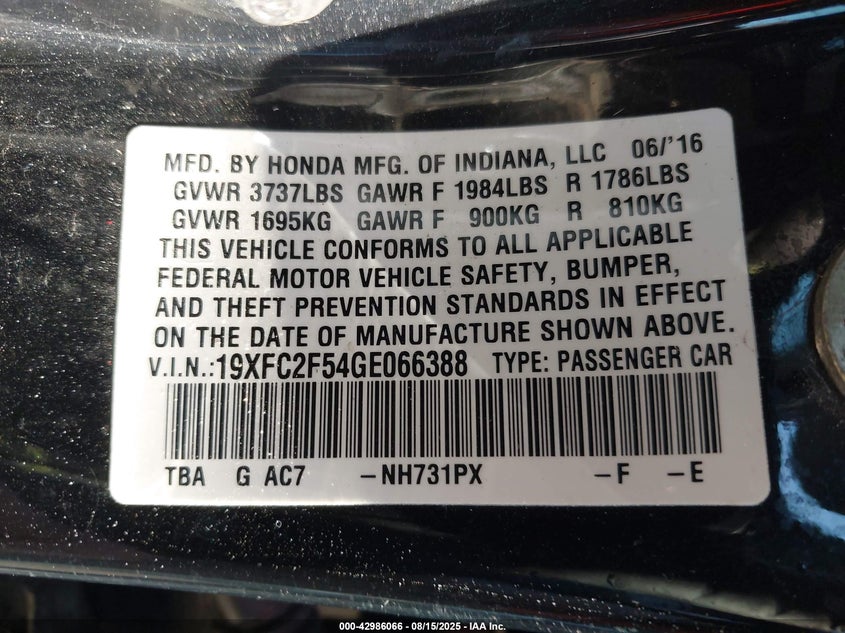 MFD. BY HONDA MFG. OF INDIANA, LLC 06/'16
GVWR 3737LBS GAWR F 1984LBS R 1786LBS
GVWR 1695KG GAWR F 900KG R 810KG
THIS VEHICLE CONFORMS TO ALL APPLICABLE
FEDERAL MOTOR VEHICLE SAFETY, BUMPER,
AND THEFT PREVENTION STANDARDS IN EFFECT
ON THE DATE OF MANUFACTURE SHOWN ABOVE.
V.I.N.:19XFC2F54GE066388 TYPE: PASSENGER CAR
TBA G AC7 -NH731PX -F -E
000-42986066 - 08/15/2025 - IAA Inc.